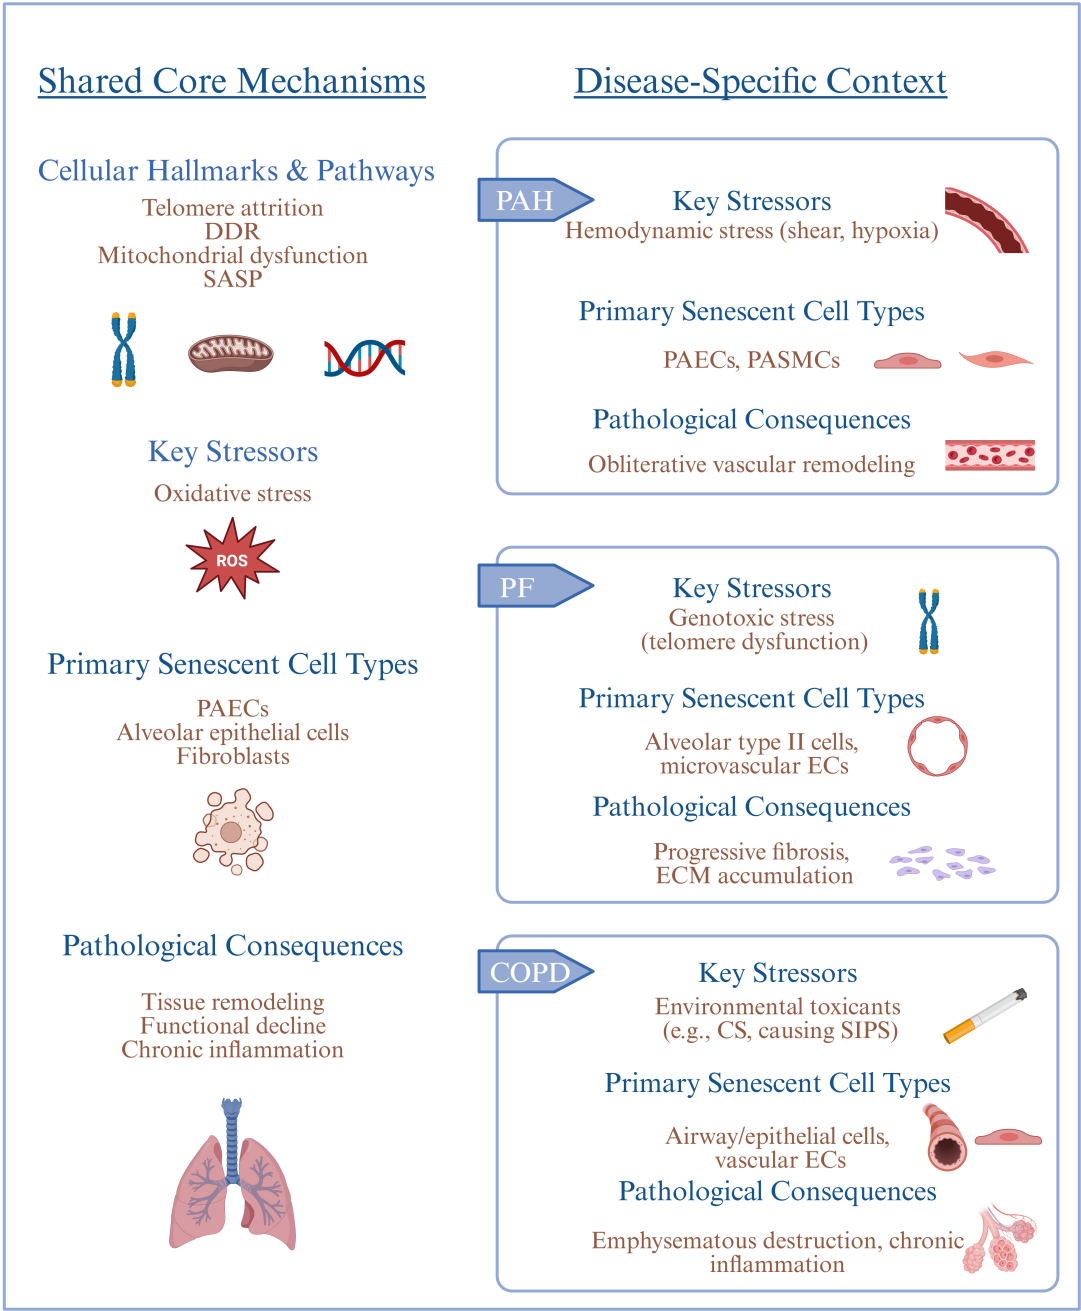 Shared Core Mechanisms
Cellular Hallmarks & Pathways
Telomere attrition
DDR
Mitochondrial dysfunction
SASP
Key Stressors
Oxidative stress
ROS
Primary Senescent Cell Types
PAECs
Alveolar epithelial cells
Fibroblasts
Pathological Consequences
Tissue remodeling
Functional decline
Chronic inflammation
Disease-Specific Context
PAH
Key Stressors
Hemodynamic stress (shear, hypoxia)
Primary Senescent Cell Types
PAECs, PASMCs
Pathological Consequences
Obliterative vascular remodeling
PF
Key Stressors
Genotoxic stress
(telomere dysfunction)
Primary Senescent Cell Types
Alveolar type II cells,
microvascular ECs
Pathological Consequences
Progressive fibrosis,
ECM accumulation
COPD
Key Stressors
Environmental toxicants
(e.g., CS, causing SIPS)
Primary Senescent Cell Types
Airway/epithelial cells,
vascular ECs
Pathological Consequences
Emphysematous destruction, chronic
inflammation